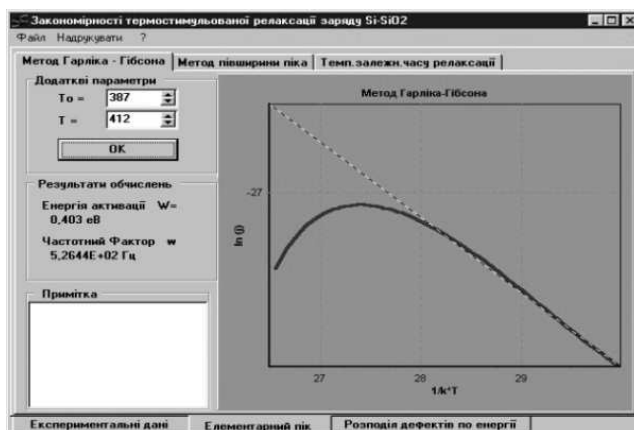 Закономірності термостимульованої релаксації заряду Si-SiO2
Файл Надрукувати ?
Метод Гарліка - Гібсона Метод півширини піка Темп.залежн.часу релаксації
Додаткві параметри
To = 387
T = 412
OK
Результати обчислень
Енергія активації W=
0,403 еВ
Частотний Фактор w
5,2644E+02 Гц
Примітка
Метод Гарліка-Гібсона
-27
ln (j)
27 28 29
1/k*T
Експериментальні дані Елементарний пік Розподіл дефектів по енергії